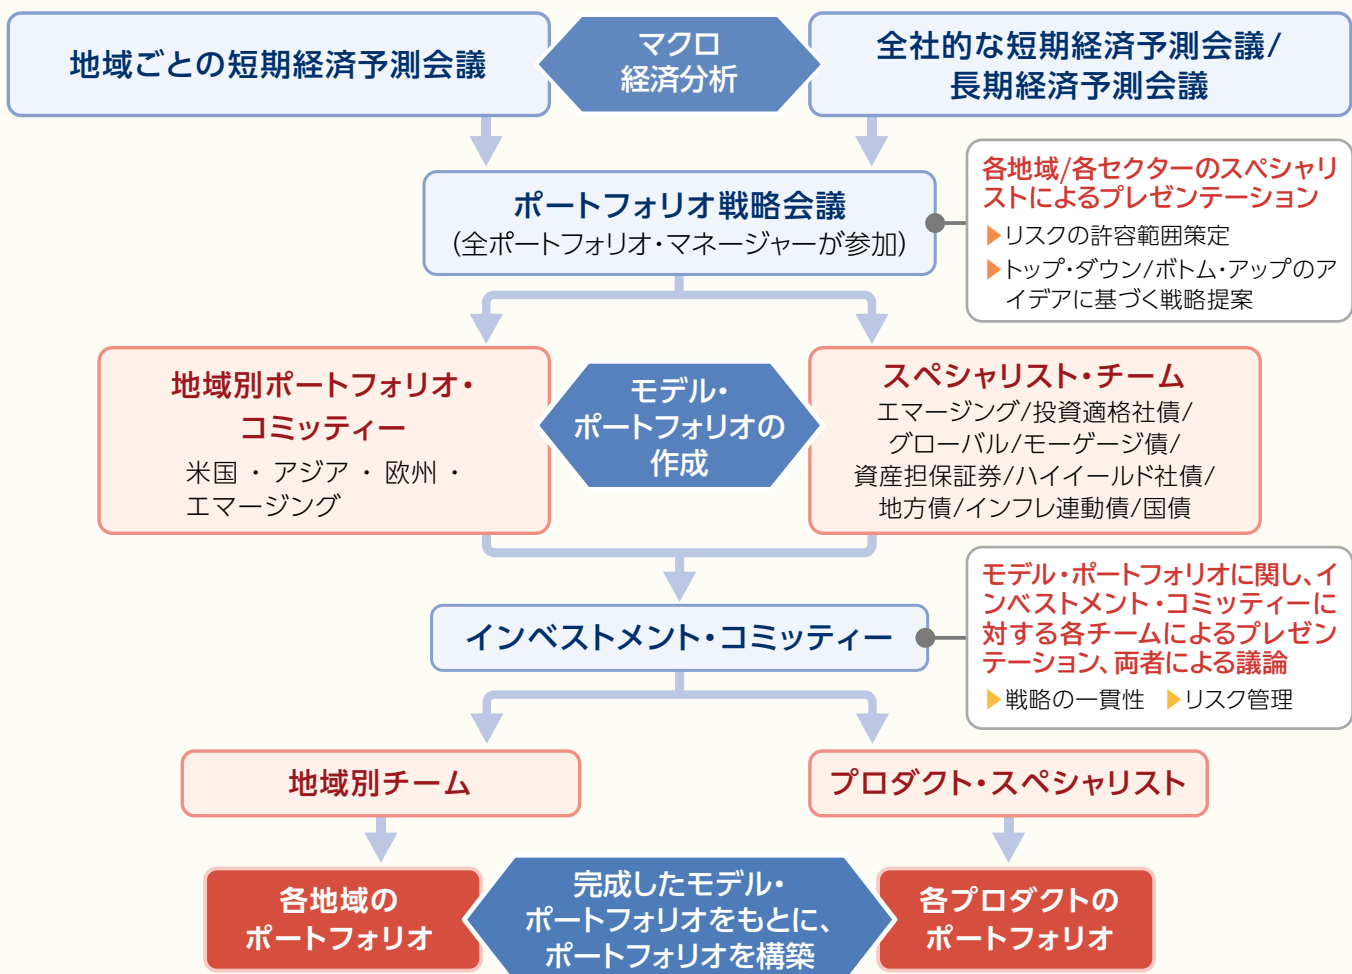 地域ごとの短期経済予測会議
マクロ
経済分析
全社的な短期経済予測会議/
長期経済予測会議
ポートフォリオ戦略会議
(全ポートフォリオ・マネージャーが参加)
各地域/各セクターのスペシャリ
ストによるプレゼンテーション
▶リスクの許容範囲策定
▶トップ・ダウン/ボトム・アップのア
イデアに基づく戦略提案
地域別ポートフォリオ・
コミッティー
米国 ・ アジア ・ 欧州 ・
エマージング
モデル・
ポートフォリオの
作成
スペシャリスト・チーム
エマージング/投資適格社債/
グローバル/モーゲージ債/
資産担保証券/ハイイールド社債/
地方債/インフレ連動債/国債
インベストメント・コミッティー
モデル・ポートフォリオに関し、イ
ンベストメント・コミッティーに
対する各チームによるプレゼン
テーション、両者による議論
▶戦略の一貫性 ▶リスク管理
地域別チーム
プロダクト・スペシャリスト
各地域の
ポートフォリオ
完成したモデル・
ポートフォリオをもとに、
ポートフォリオを構築
各プロダクトの
ポートフォリオ